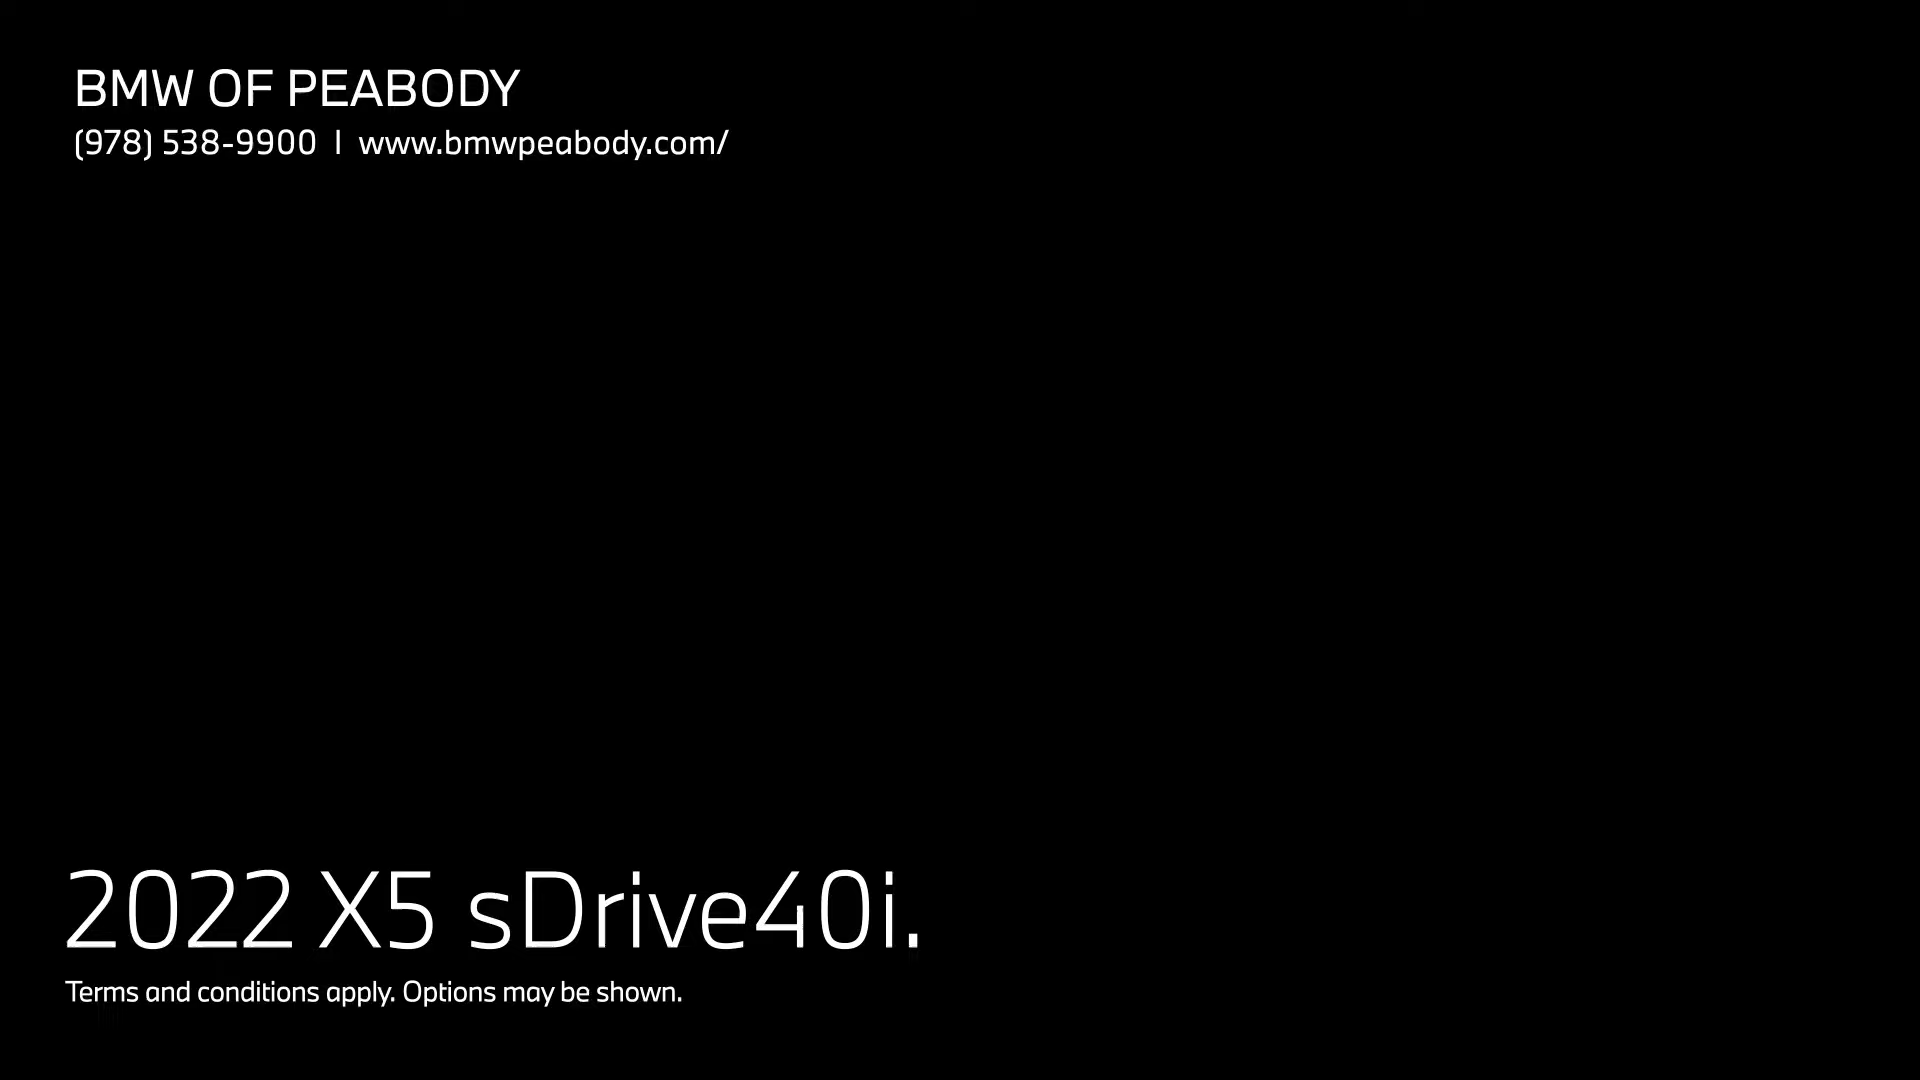 BMW OF PEABODY
(978) 538-9900 | www.bmwpeabody.com/
2022 X5 sDrive40i.
Terms and conditions apply. Options may be shown.